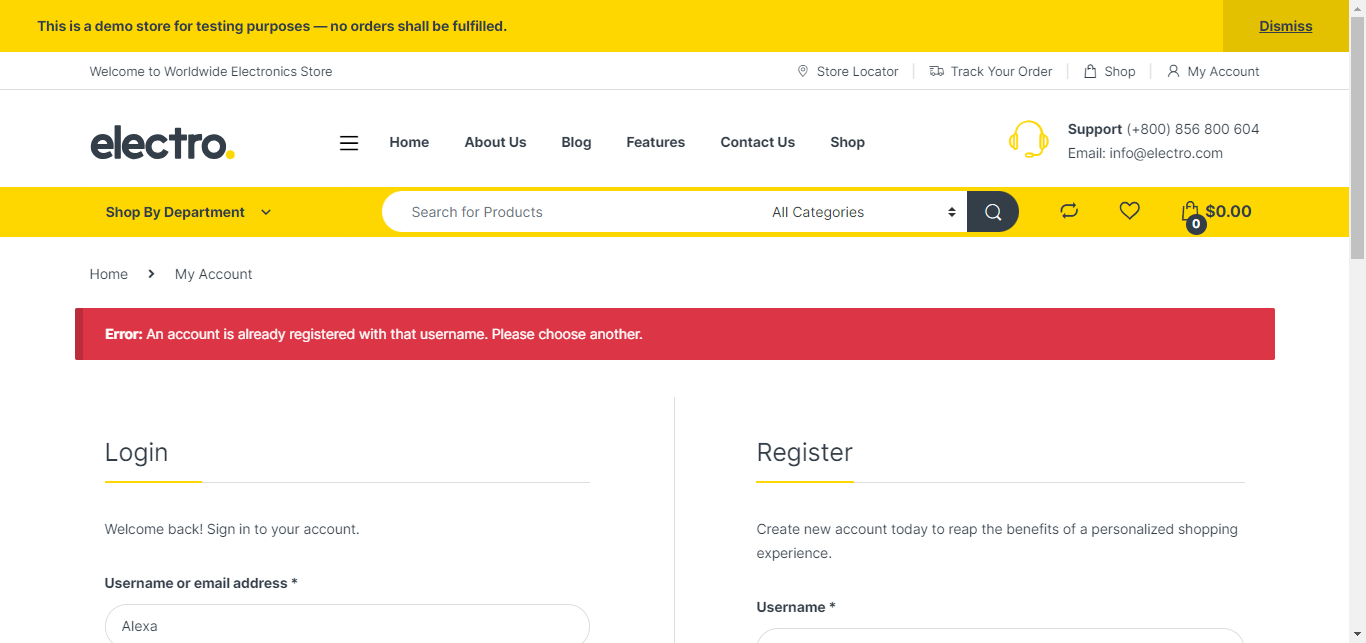 This is a demo store for testing purposes — no orders shall be fulfilled.
Dismiss
Welcome to Worldwide Electronics Store
Store Locator
Track Your Order
Shop
My Account
electro.
Home
About Us
Blog
Features
Contact Us
Shop
Support (+800) 856 800 604
Email: info@electro.com
Shop By Department
Search for Products
All Categories
0
$0.00
Home
My Account
Error: An account is already registered with that username. Please choose another.
Login
Welcome back! Sign in to your account.
Username or email address *
Alexa
Register
Create new account today to reap the benefits of a personalized shopping
experience.
Username *